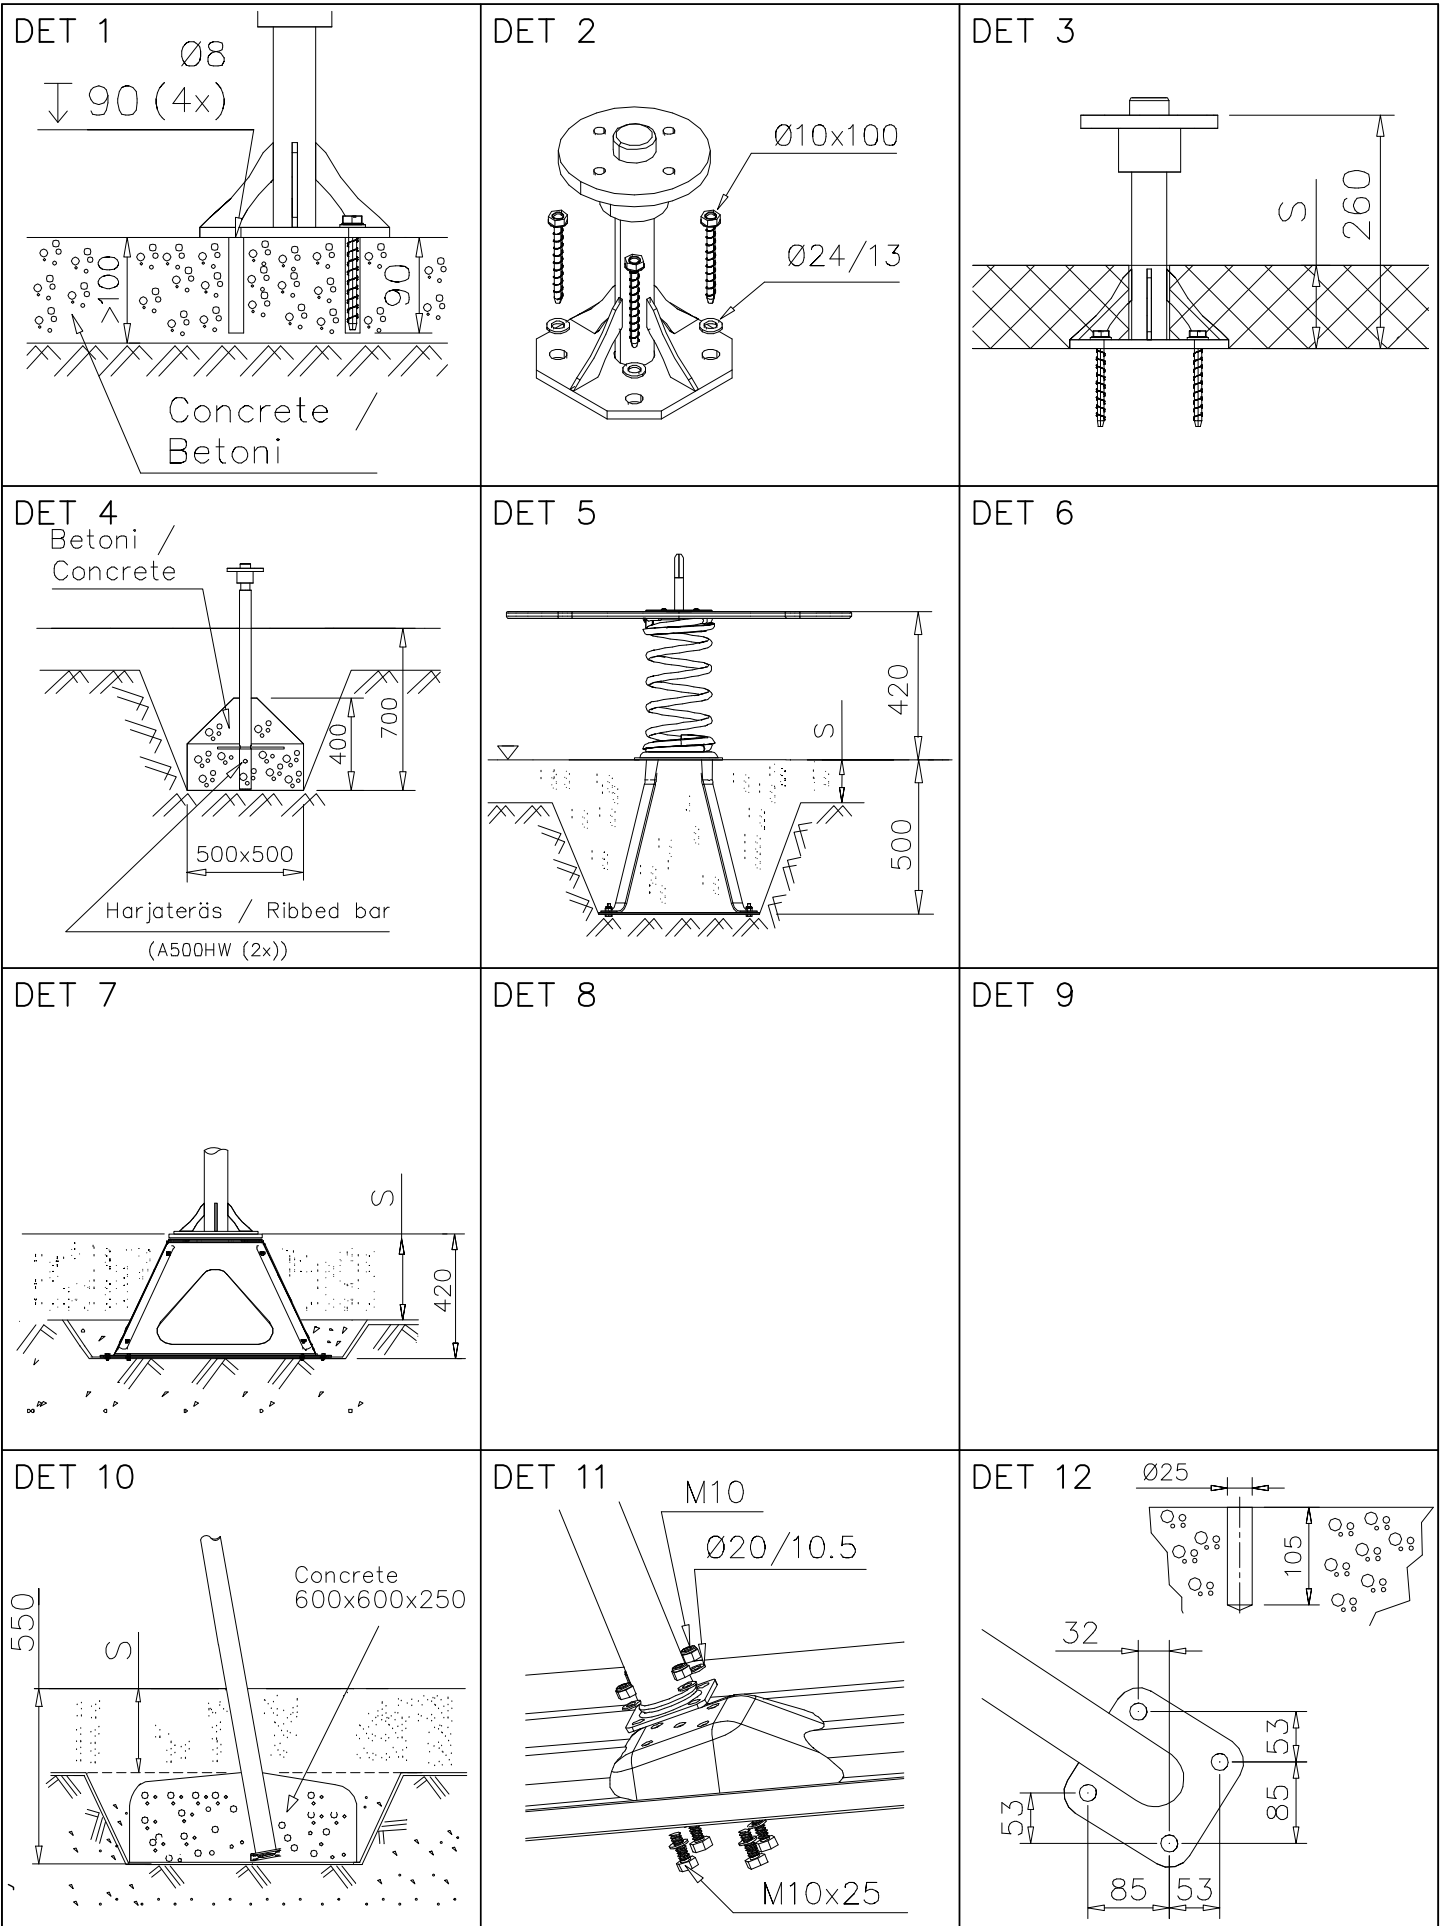 DET 1
Ø8
↧ 90 (4x)
>100
90
Concrete /
Betoni
DET 2
Ø10x100
Ø24/13
DET 3
S
260
DET 4
Betoni /
Concrete
400
700
500x500
Harjateräs / Ribbed bar
(A500HW (2x))
DET 5
420
S
500
DET 6
DET 7
S
420
DET 8
DET 9
DET 10
Concrete
600x600x250
550
S
DET 11
M10
Ø20/10.5
M10x25
DET 12
Ø25
105
32
53
85
53
85
53